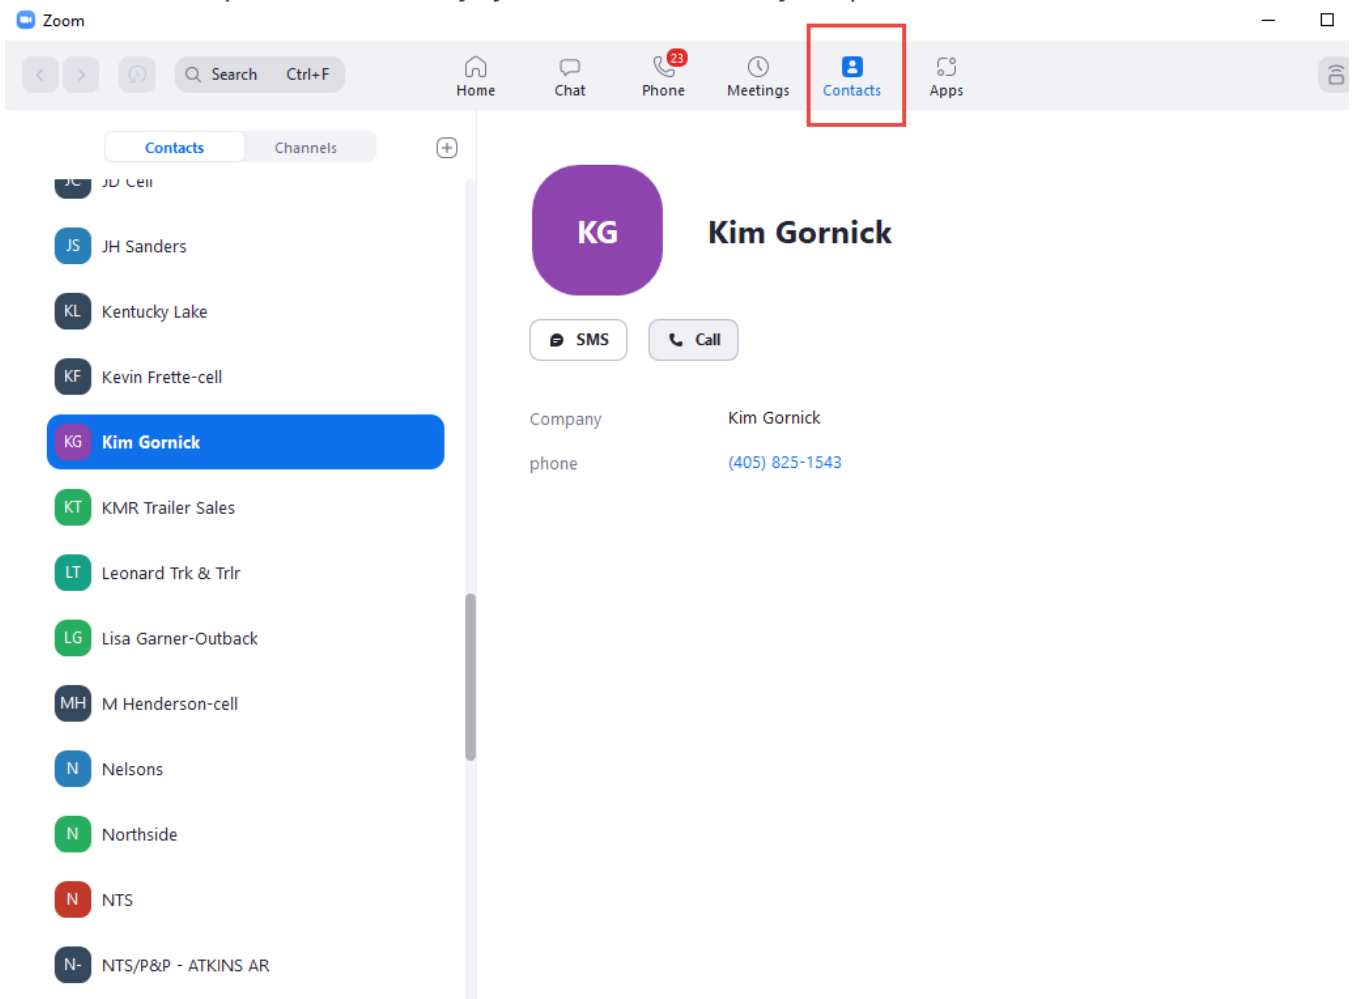 Zoom
Search Ctrl+F
Home
Chat
23
Phone
Meetings
Contacts
Apps
Contacts
Channels
JC JD Cell
JS JH Sanders
KL Kentucky Lake
KF Kevin Frette-cell
KG Kim Gornick
KT KMR Trailer Sales
LT Leonard Trk & Trlr
LG Lisa Garner-Outback
MH M Henderson-cell
N Nelsons
N Northside
N NTS
N- NTS/P&P - ATKINS AR
KG
Kim Gornick
SMS
Call
Company Kim Gornick
phone (405) 825-1543